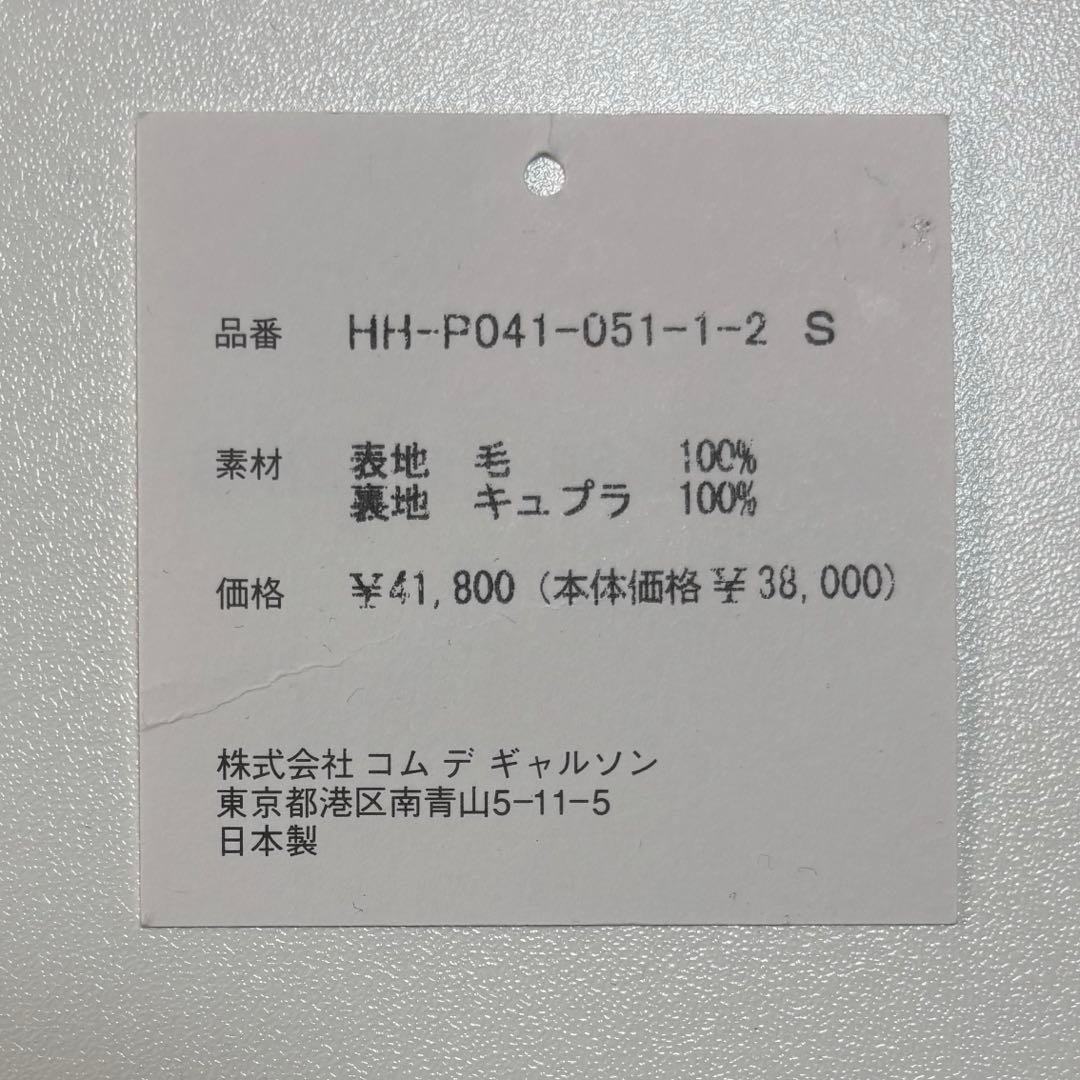 品番 HH-P041-051-1-2 S
素材 表地 毛 100%
裏地 キュプラ 100%
価格 ¥41,800 (本体価格 ¥38,000)
株式会社 コム デ ギャルソン
東京都港区南青山5-11-5
日本製